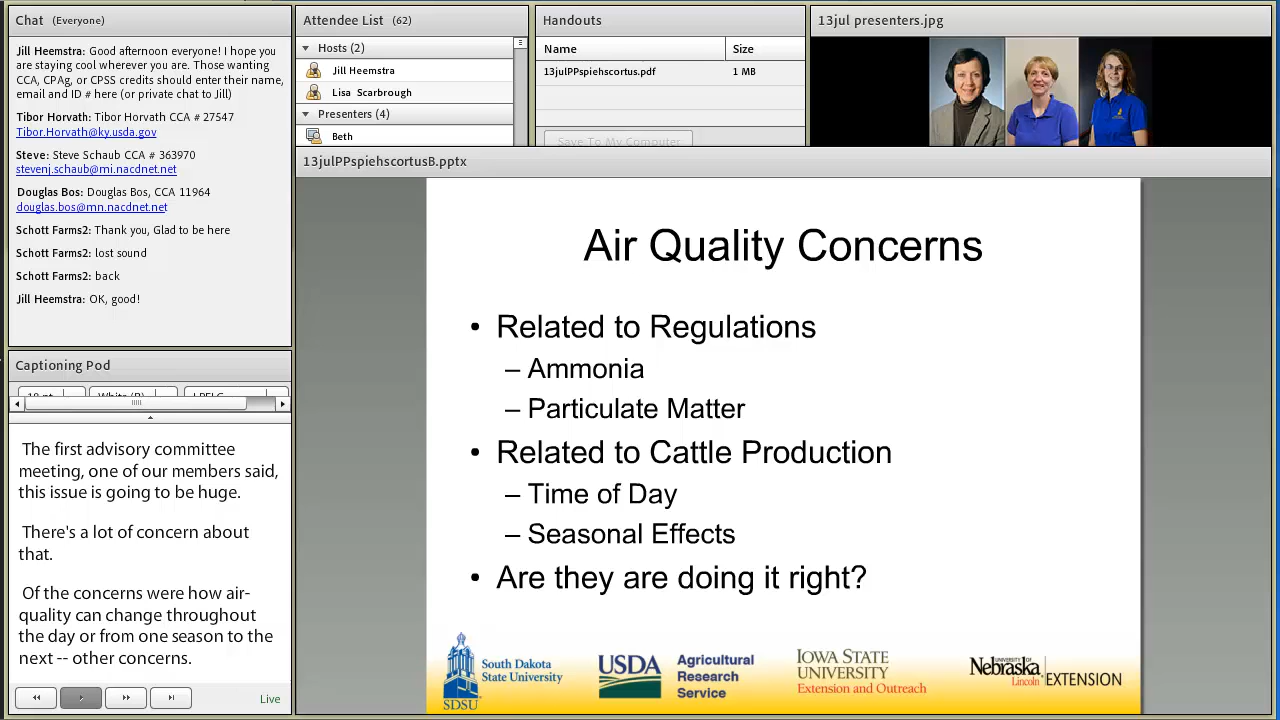 Chat (Everyone)
Jill Heemstra: Good afternoon everyone! I hope you
are staying cool wherever you are. Those wanting
CCA, CPAg, or CPSS credits should enter their name,
email and ID # here (or private chat to Jill)
Tibor Horvath: Tibor Horvath CCA # 27547
Tibor.Horvath@ky.usda.gov
Steve: Steve Schaub CCA # 363970
stevenj.schaub@mi.nacdnet.net
Douglas Bos: Douglas Bos, CCA 11964
douglas.bos@mn.nacdnet.net
Schott Farms2: Thank you, Glad to be here
Schott Farms2: lost sound
Schott Farms2: back
Jill Heemstra: OK, good!
Captioning Pod
The first advisory committee
meeting, one of our members said,
this issue is going to be huge.
There's a lot of concern about
that.
Of the concerns were how air-
quality can change throughout
the day or from one season to the
next -- other concerns.
Live
Attendee List (62)
Hosts (2)
Jill Heemstra
Lisa Scarbrough
Presenters (4)
Beth
Handouts
Name Size
13julPPspiehscortus.pdf 1 MB
Save To My Computer
13jul presenters.jpg
13julPPspiehscortusB.pptx
Air Quality Concerns
• Related to Regulations
– Ammonia
– Particulate Matter
• Related to Cattle Production
– Time of Day
– Seasonal Effects
• Are they are doing it right?
SDSU
South Dakota
State University
USDA
Agricultural
Research
Service
IOWA STATE
UNIVERSITY
Extension and Outreach
UNIVERSITY OF
Nebraska
Lincoln
EXTENSION